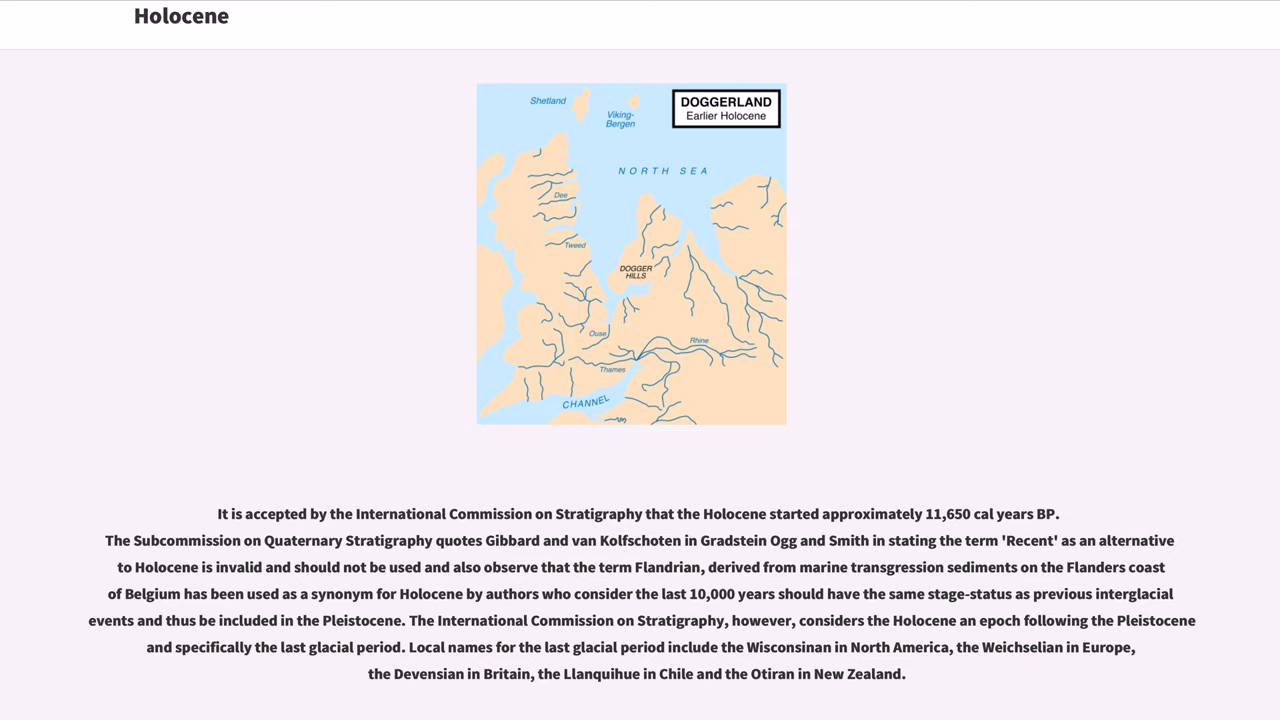 Holocene
DOGGERLAND
Earlier Holocene
Shetland
Viking-
Bergen
NORTH SEA
Dee
Tweed
DOGGER
HILLS
Ouse
Rhine
Thames
CHANNEL
It is accepted by the International Commission on Stratigraphy that the Holocene started approximately 11,650 cal years BP.
The Subcommission on Quaternary Stratigraphy quotes Gibbard and van Kolfschoten in Gradstein Ogg and Smith in stating the term 'Recent' as an alternative
to Holocene is invalid and should not be used and also observe that the term Flandrian, derived from marine transgression sediments on the Flanders coast
of Belgium has been used as a synonym for Holocene by authors who consider the last 10,000 years should have the same stage-status as previous interglacial
events and thus be included in the Pleistocene. The International Commission on Stratigraphy, however, considers the Holocene an epoch following the Pleistocene
and specifically the last glacial period. Local names for the last glacial period include the Wisconsinan in North America, the Weichselian in Europe,
the Devensian in Britain, the Llanquihue in Chile and the Otiran in New Zealand.